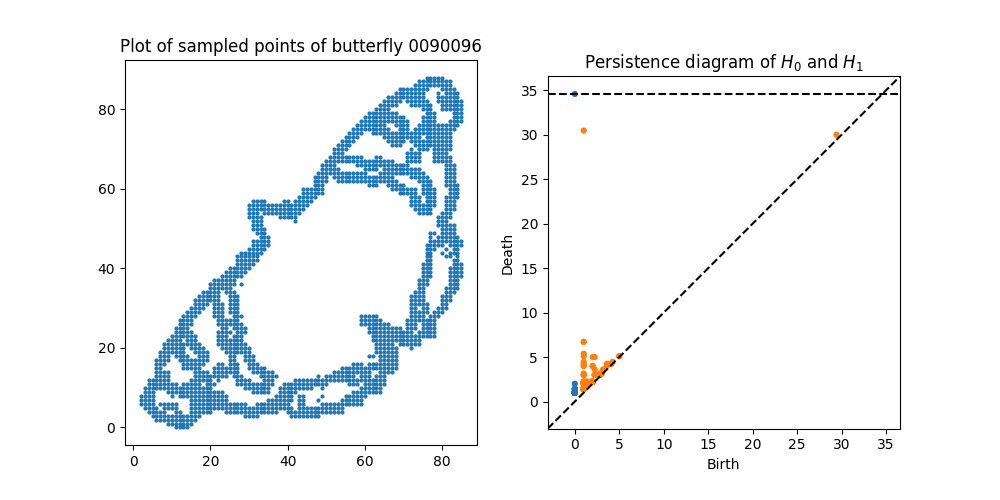 Plot of sampled points of butterfly 0090096
80
60
40
20
0
0 20 40 60 80
Persistence diagram of $H_0$ and $H_1$
35
30
25
20
15
10
5
0
Death
0 5 10 15 20 25 30 35
Birth